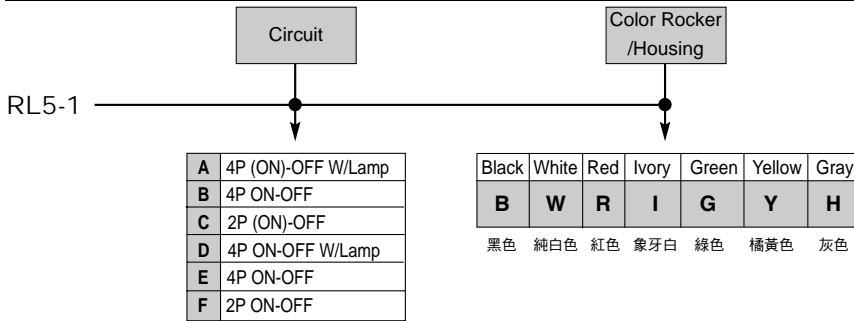 Circuit
Color Rocker
/Housing
RL5-1
A 4P (ON)-OFF W/Lamp
B 4P ON-OFF
C 2P (ON)-OFF
D 4P ON-OFF W/Lamp
E 4P ON-OFF
F 2P ON-OFF
Black White Red Ivory Green Yellow Gray
B W R I G Y H
黑色 純白色 紅色 象牙白 綠色 橘黃色 灰色